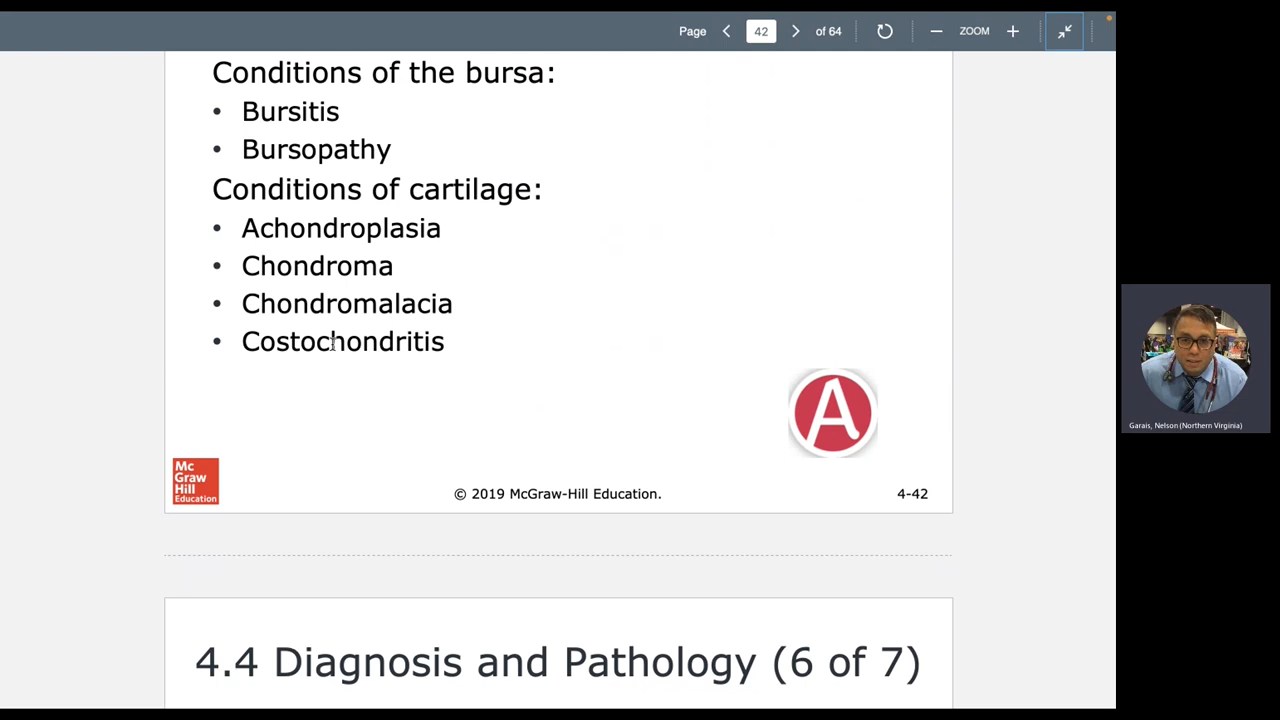 Page 42 of 64 ZOOM
Conditions of the bursa:
• Bursitis
• Bursopathy
Conditions of cartilage:
• Achondroplasia
• Chondroma
• Chondromalacia
• Costochondritis
A
Mc
Graw
Hill
Education
© 2019 McGraw-Hill Education.
4-42
4.4 Diagnosis and Pathology (6 of 7)
Garais, Nelson (Northern Virginia)